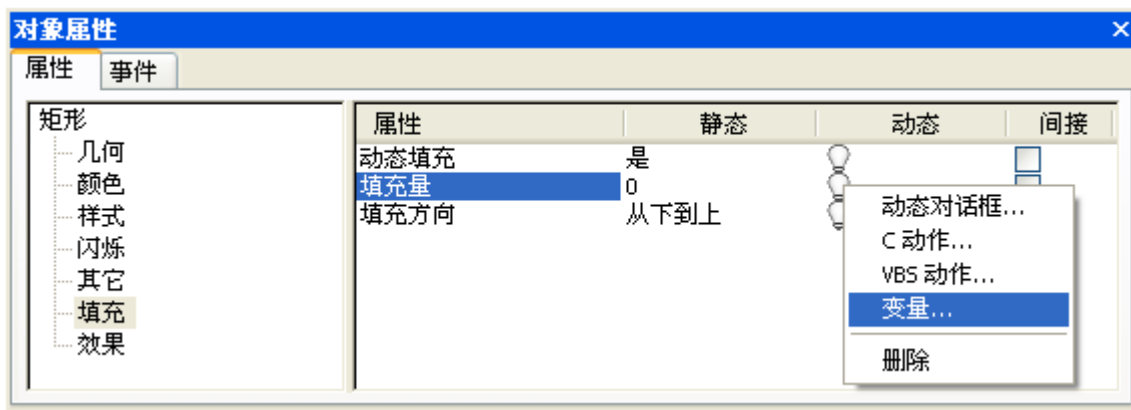 对象属性
属性 事件
矩形
几何
颜色
样式
闪烁
其它
填充
效果
属性 静态 动态 间接
动态填充 是
填充量 0
填充方向 从下到上
动态对话框...
C 动作...
VBS 动作...
变量...
删除